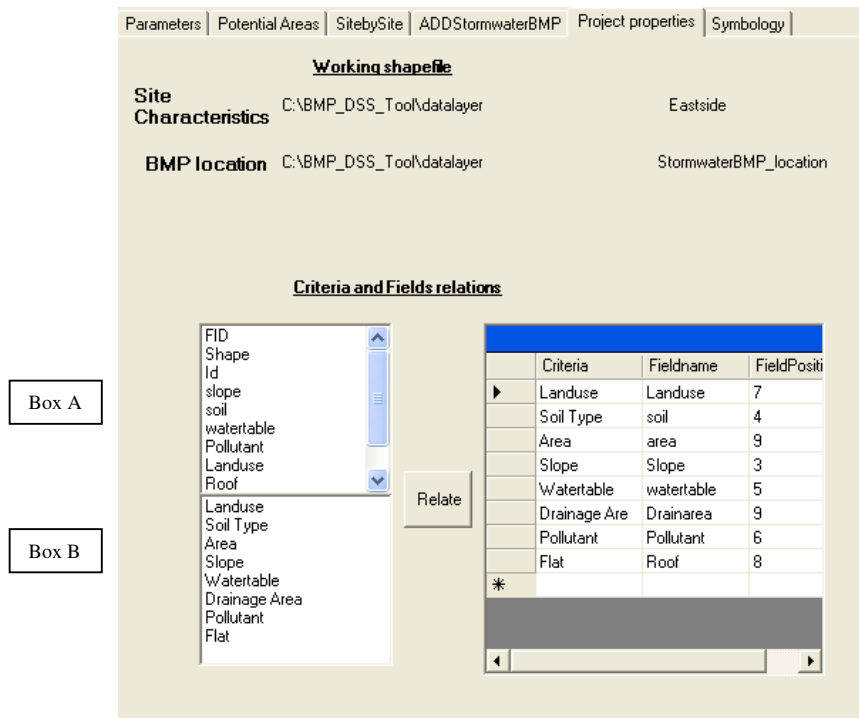 Parameters Potential Areas SitebySite ADDStormwaterBMP Project properties Symbology
Working shapefile
Site Characteristics C:\BMP_DSS_Tool\datalayer Eastside
BMP location C:\BMP_DSS_Tool\datalayer StormwaterBMP_location
Criteria and Fields relations
Box A
FID
Shape
Id
slope
soil
watertable
Pollutant
Landuse
Roof
Box B
Landuse
Soil Type
Area
Slope
Watertable
Drainage Area
Pollutant
Flat
Relate
Criteria Fieldname FieldPositi
Landuse Landuse 7
Soil Type soil 4
Area area 9
Slope Slope 3
Watertable watertable 5
Drainage Are Drainarea 9
Pollutant Pollutant 6
Flat Roof 8